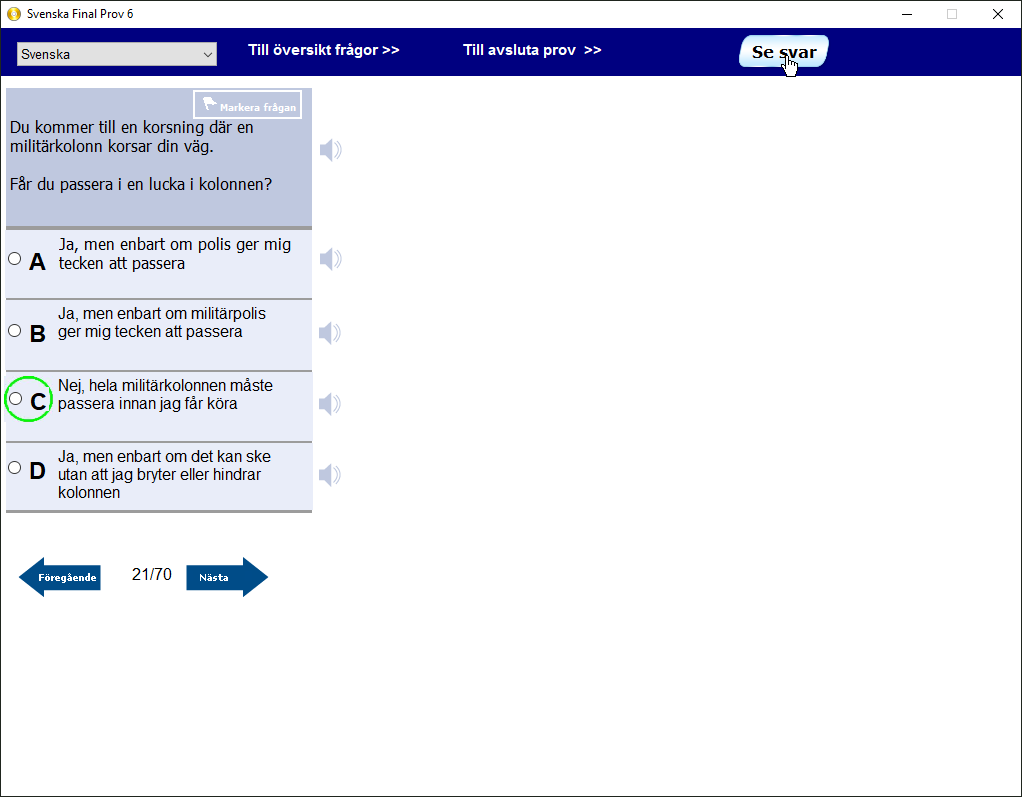 Svenska Final Prov 6
Svenska
Till översikt frågor >>
Till avsluta prov >>
Se svar
Markera frågan
Du kommer till en korsning där en
militärkolonn korsar din väg.
Får du passera i en lucka i kolonnen?
A
Ja, men enbart om polis ger mig
tecken att passera
B
Ja, men enbart om militärpolis
ger mig tecken att passera
C
Nej, hela militärkolonnen måste
passera innan jag får köra
D
Ja, men enbart om det kan ske
utan att jag bryter eller hindrar
kolonnen
Föregående
21/70
Nästa